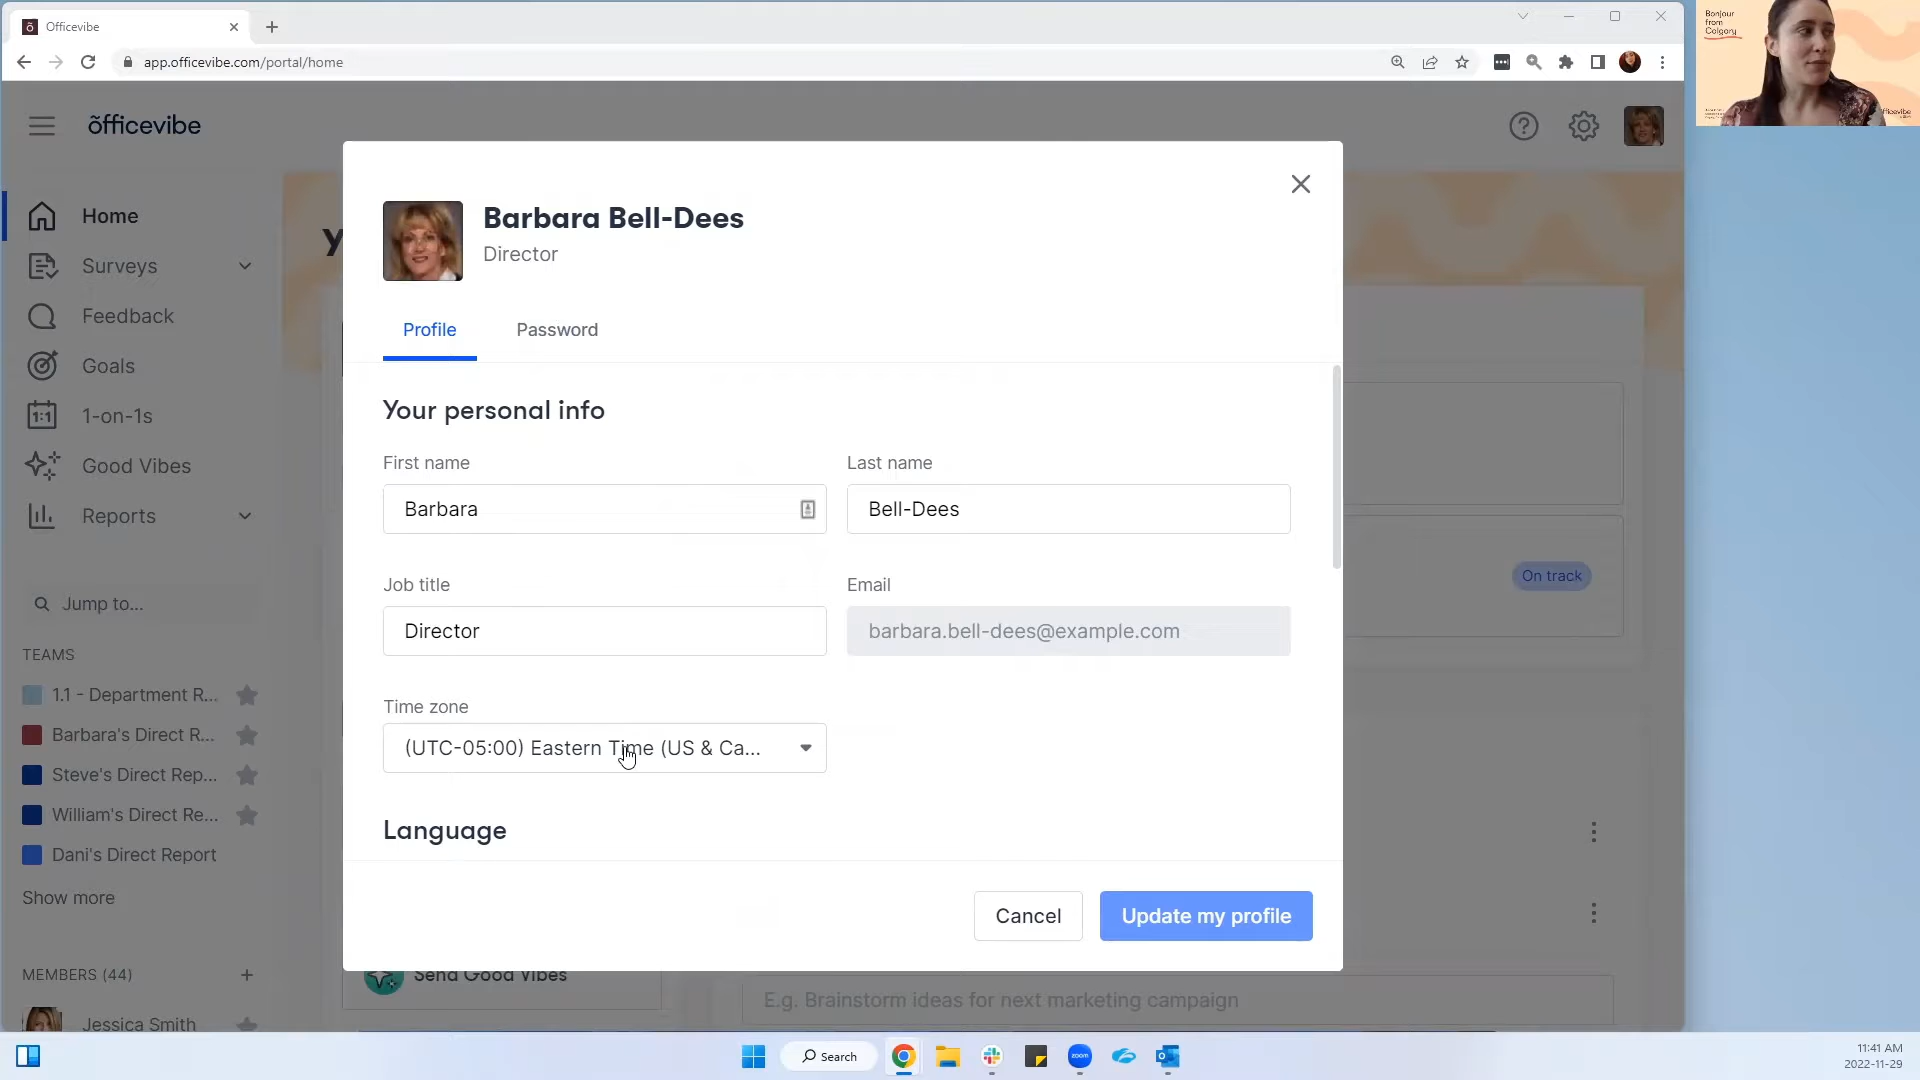 Officevibe
app.officevibe.com/portal/home
Bonjour
from
Calgary
officevibe
Home
Surveys
Feedback
Goals
1-on-1s
Good Vibes
Reports
Jump to...
TEAMS
1.1 - Department R...
Barbara's Direct R...
Steve's Direct Rep...
William's Direct Re...
Dani's Direct Report
Show more
MEMBERS (44)
Jessica Smith
y
Barbara Bell-Dees
Director
Profile
Password
Your personal info
First name
Last name
Barbara
Bell-Dees
Job title
Email
Director
barbara.bell-dees@example.com
Time zone
(UTC-05:00) Eastern Time (US & Ca...
Language
Cancel
Update my profile
On track
Send Good Vibes
E.g. Brainstorm ideas for next marketing campaign
Search
zoom
11:41 AM
2022-11-29